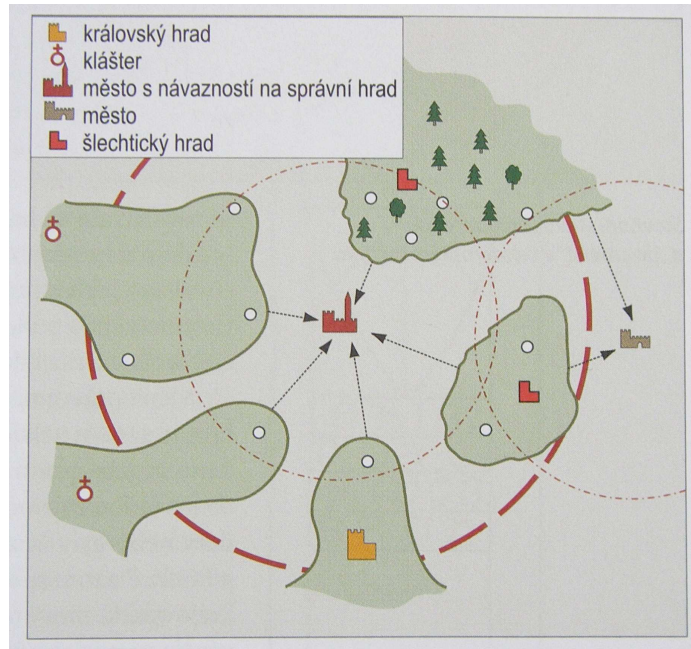 královský hrad
klášter
město s návazností na správní hrad
město
šlechtický hrad